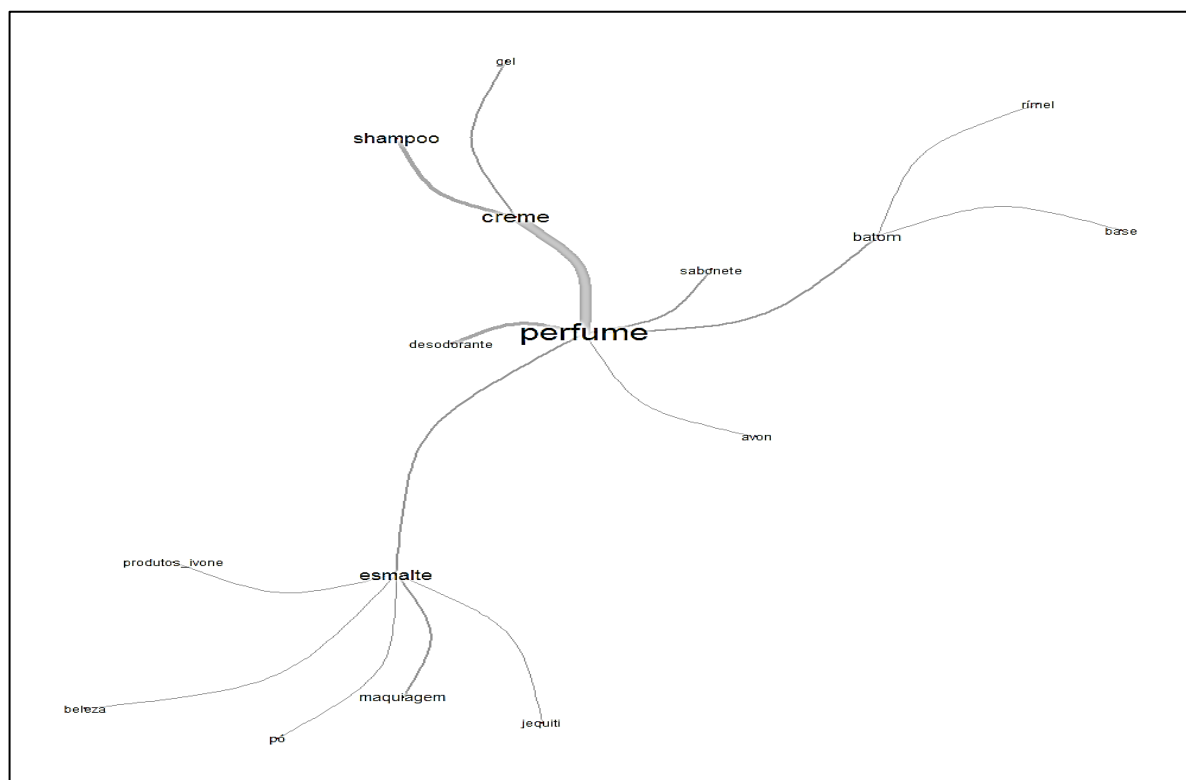 gel
rímel
shampoo
creme
base
batom
sabonete
perfume
desodorante
avon
produtos_ivone
esmalte
maquiagem
beleza
jequiti
pó